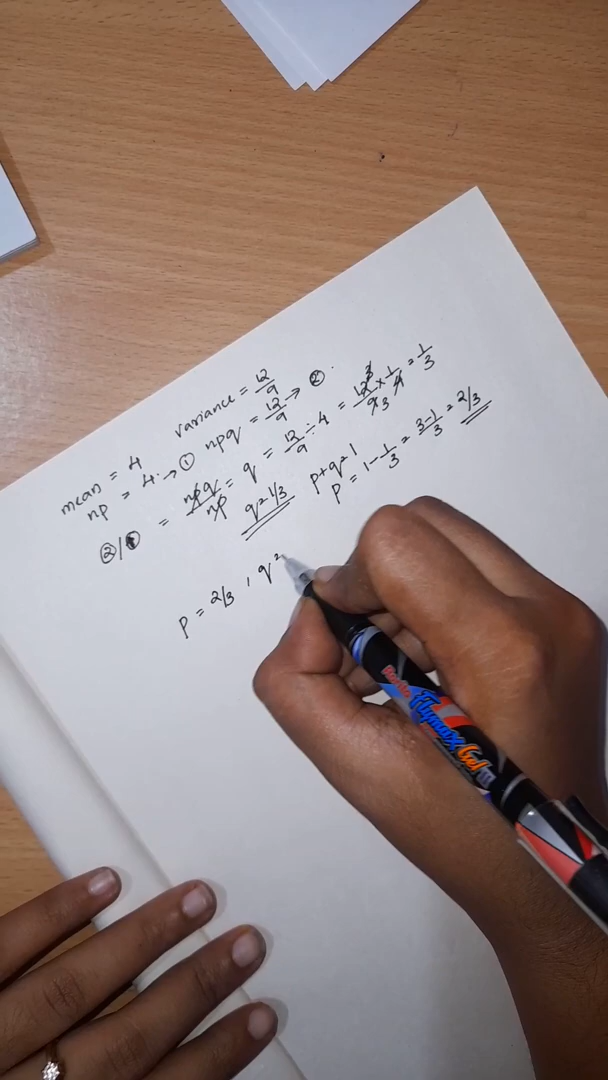 mean = 4 variance = 12/9
np = 4. → ① npq = 12/9 → ②.
②/① = npq/np = q = 12/9 ÷ 4 = 12/9 × 1/4 = 1/3
q = 1/3 p+q = 1
p = 1 - 1/3 = 3-1/3 = 2/3
p = 2/3 , q =
Flymax Gel